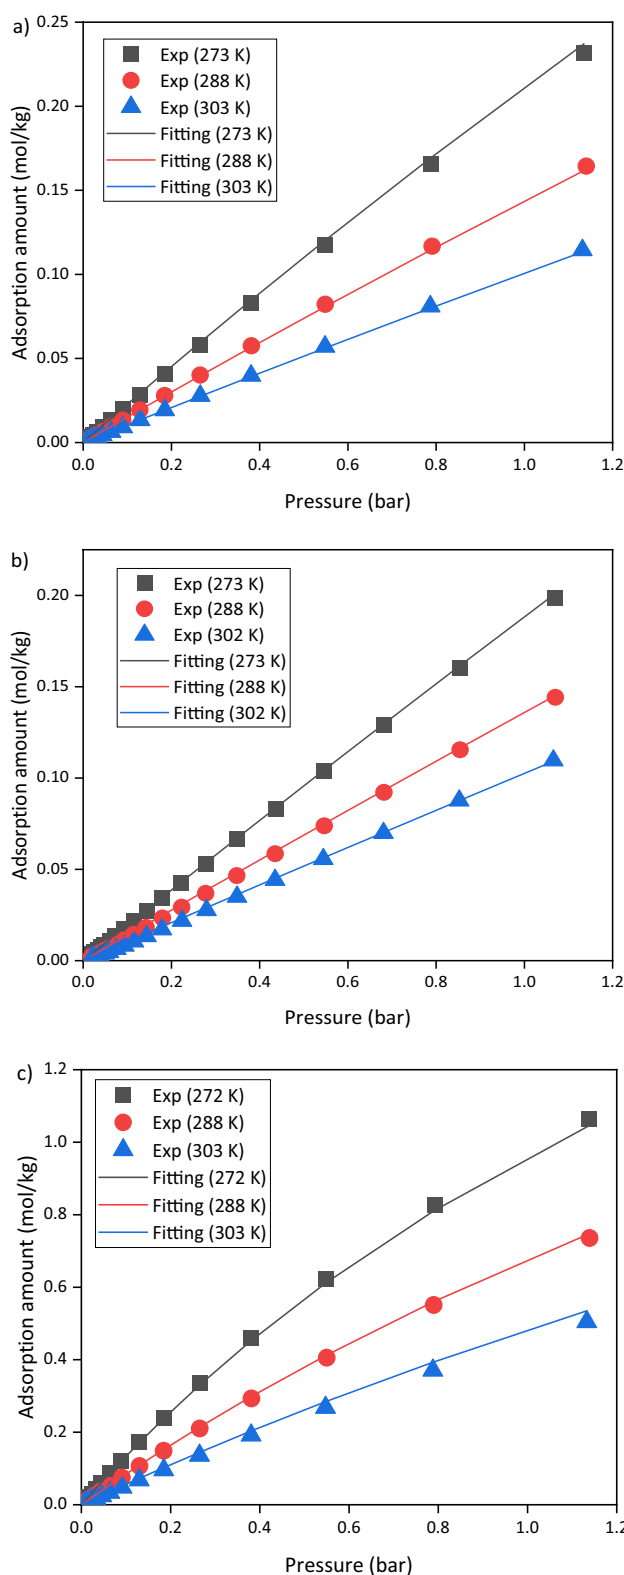 a)
Exp (273 K)
Exp (288 K)
Exp (303 K)
Fitting (273 K)
Fitting (288 K)
Fitting (303 K)
0.25
0.20
0.15
0.10
0.05
0.00
Adsorption amount (mol/kg)
0.0 0.2 0.4 0.6 0.8 1.0 1.2
Pressure (bar)
b)
Exp (273 K)
Exp (288 K)
Exp (302 K)
Fitting (273 K)
Fitting (288 K)
Fitting (302 K)
0.20
0.15
0.10
0.05
0.00
Adsorption amount (mol/kg)
0.0 0.2 0.4 0.6 0.8 1.0 1.2
Pressure (bar)
c)
Exp (272 K)
Exp (288 K)
Exp (303 K)
Fitting (272 K)
Fitting (288 K)
Fitting (303 K)
1.2
1.0
0.8
0.6
0.4
0.2
0.0
Adsorption amount (mol/kg)
0.0 0.2 0.4 0.6 0.8 1.0 1.2
Pressure (bar)